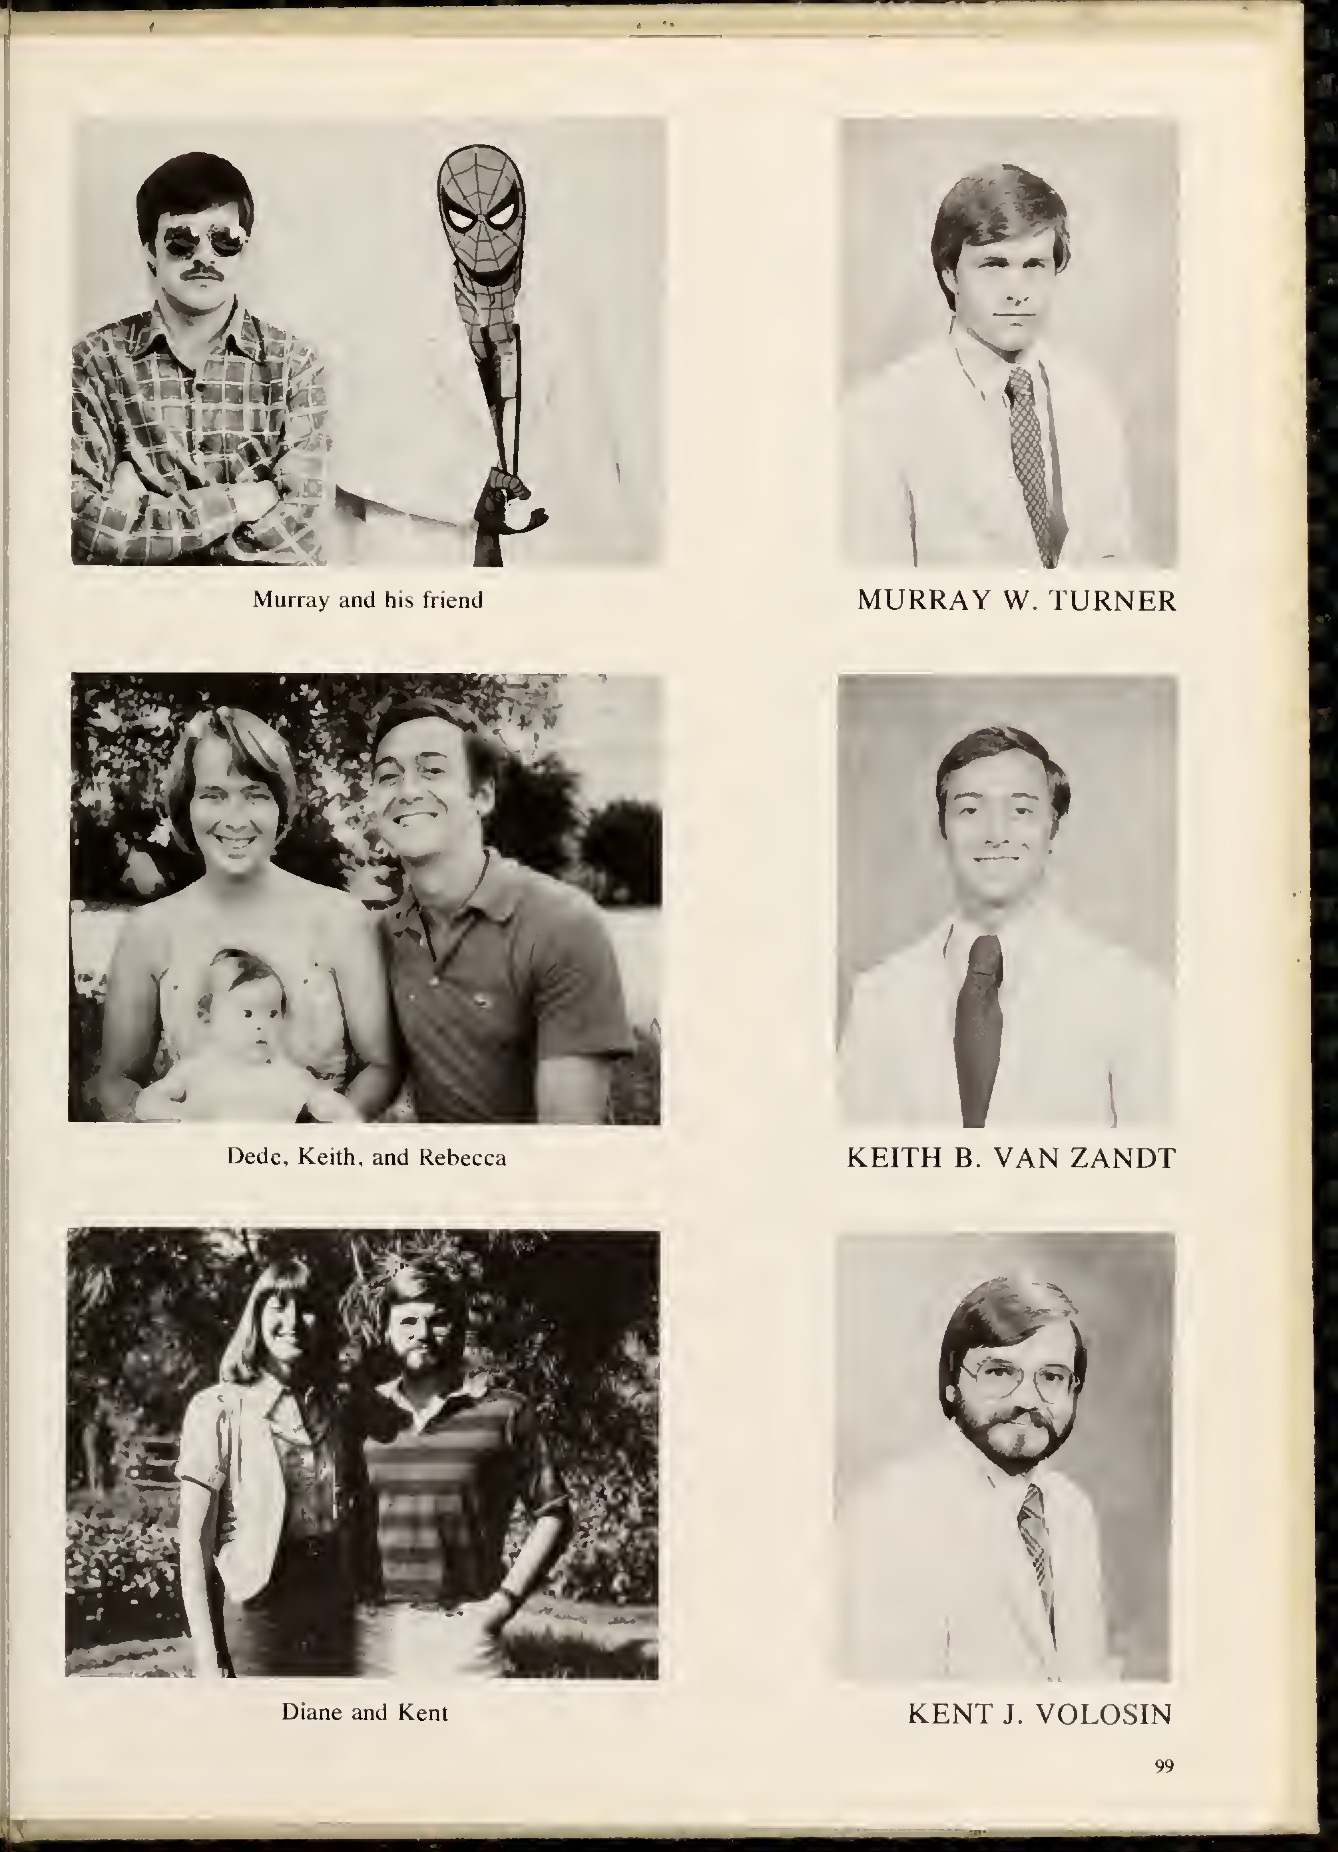 Murray and his friend
MURRAY W. TURNER
Dede, Keith, and Rebecca
KEITH B. VAN ZANDT
Diane and Kent
KENT J. VOLOSIN
99